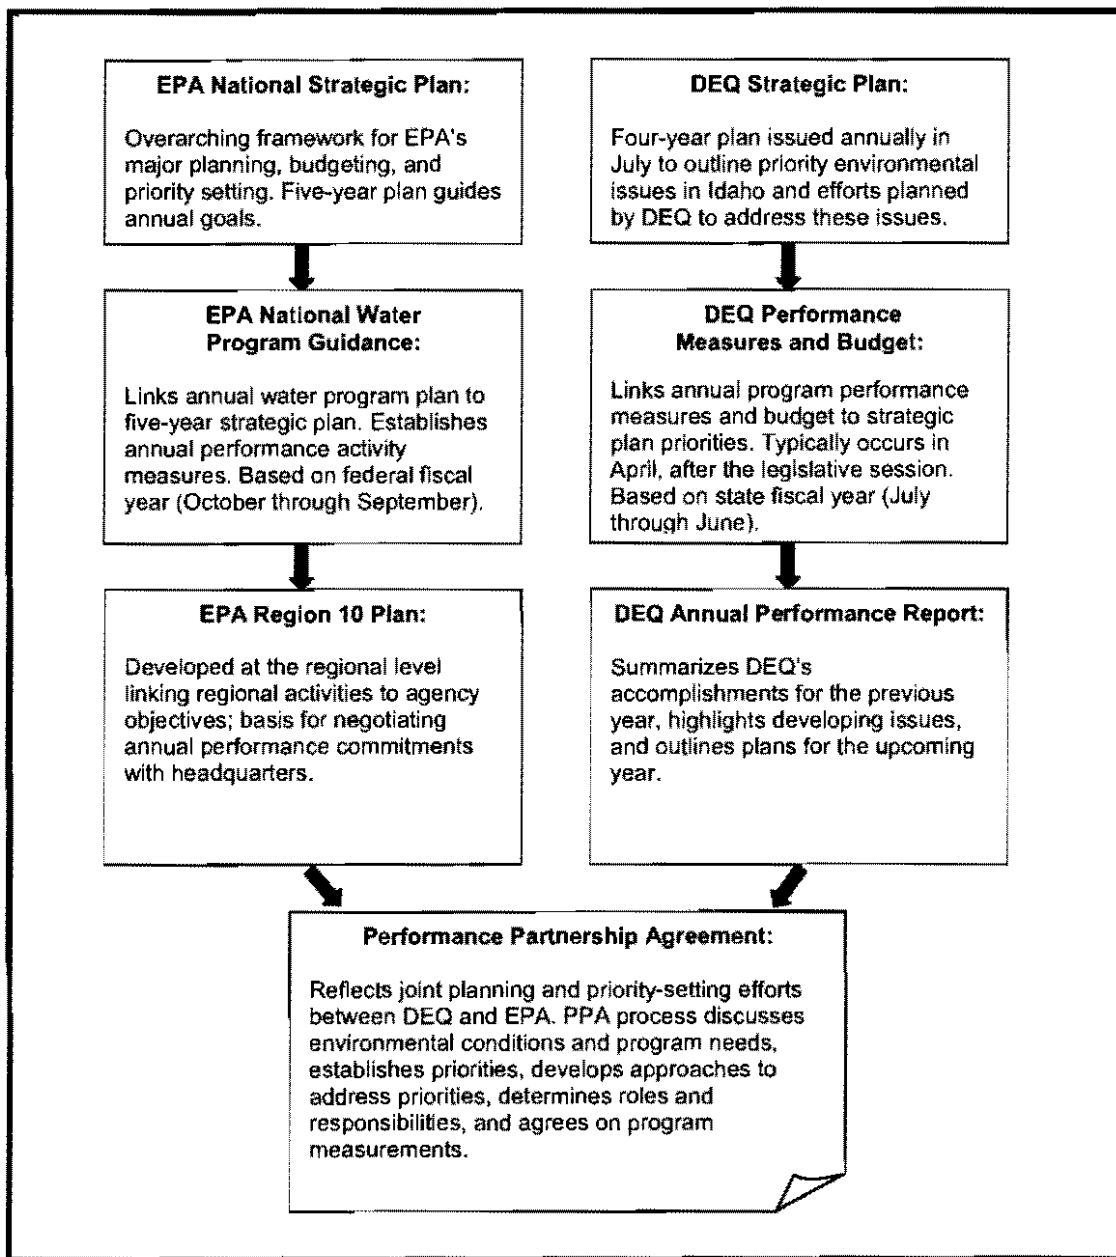 EPA National Strategic Plan:
Overarching framework for EPA's
major planning, budgeting, and
priority setting. Five-year plan guides
annual goals.
DEQ Strategic Plan:
Four-year plan issued annually in
July to outline priority environmental
issues in Idaho and efforts planned
by DEQ to address these issues.
EPA National Water
Program Guidance:
Links annual water program plan to
five-year strategic plan. Establishes
annual performance activity
measures. Based on federal fiscal
year (October through September).
DEQ Performance
Measures and Budget:
Links annual program performance
measures and budget to strategic
plan priorities. Typically occurs in
April, after the legislative session.
Based on state fiscal year (July
through June).
EPA Region 10 Plan:
Developed at the regional level
linking regional activities to agency
objectives; basis for negotiating
annual performance commitments
with headquarters.
DEQ Annual Performance Report:
Summarizes DEQ's
accomplishments for the previous
year, highlights developing issues,
and outlines plans for the upcoming
year.
Performance Partnership Agreement:
Reflects joint planning and priority-setting efforts
between DEQ and EPA. PPA process discusses
environmental conditions and program needs,
establishes priorities, develops approaches to
address priorities, determines roles and
responsibilities, and agrees on program
measurements.